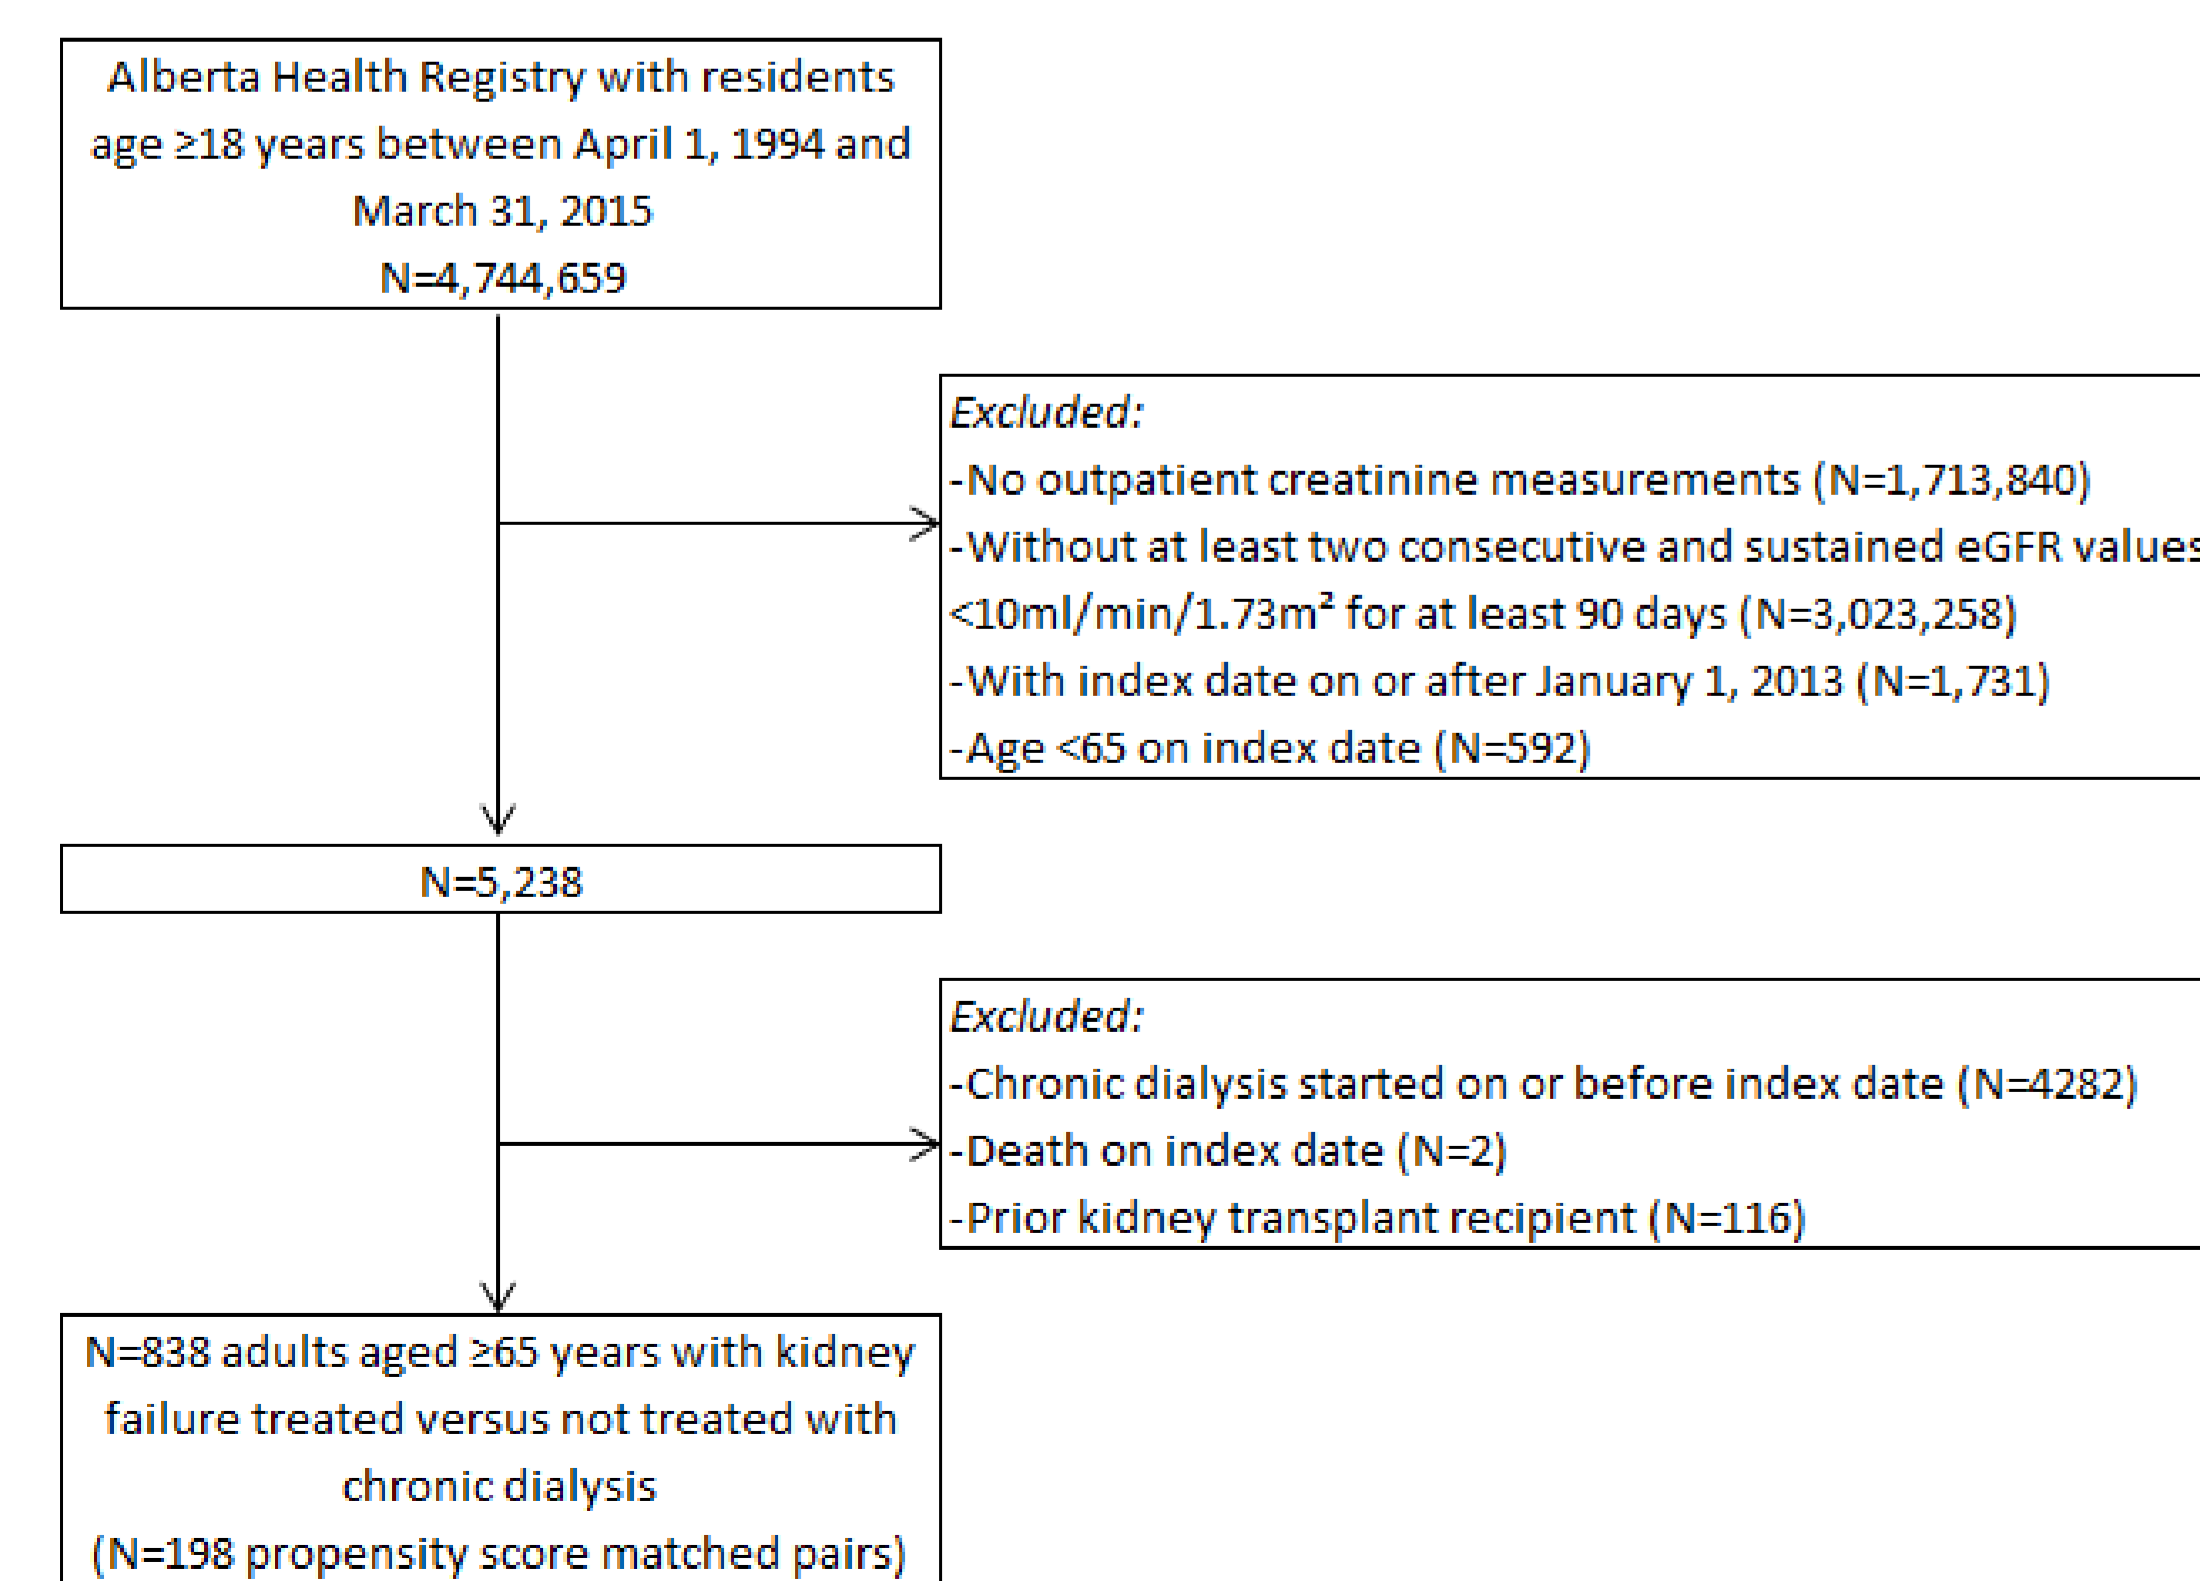 Alberta Health Registry with residents
age ≥18 years between April 1, 1994 and
March 31, 2015
N=4,744,659
Excluded:
-No outpatient creatinine measurements (N=1,713,840)
-Without at least two consecutive and sustained eGFR values
<10ml/min/1.73m² for at least 90 days (N=3,023,258)
-With index date on or after January 1, 2013 (N=1,731)
-Age <65 on index date (N=592)
N=5,238
Excluded:
-Chronic dialysis started on or before index date (N=4282)
-Death on index date (N=2)
-Prior kidney transplant recipient (N=116)
N=838 adults aged ≥65 years with kidney
failure treated versus not treated with
chronic dialysis
(N=198 propensity score matched pairs)